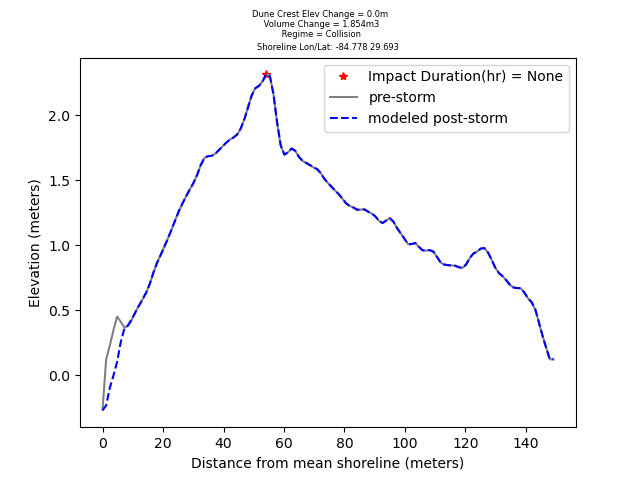 Dune Crest Elev Change = 0.0m
Volume Change = 1.854m3
Regime = Collision
Shoreline Lon/Lat: -84.778 29.693
Impact Duration(hr) = None
pre-storm
modeled post-storm
Elevation (meters)
2.0
1.5
1.0
0.5
0.0
0 20 40 60 80 100 120 140
Distance from mean shoreline (meters)